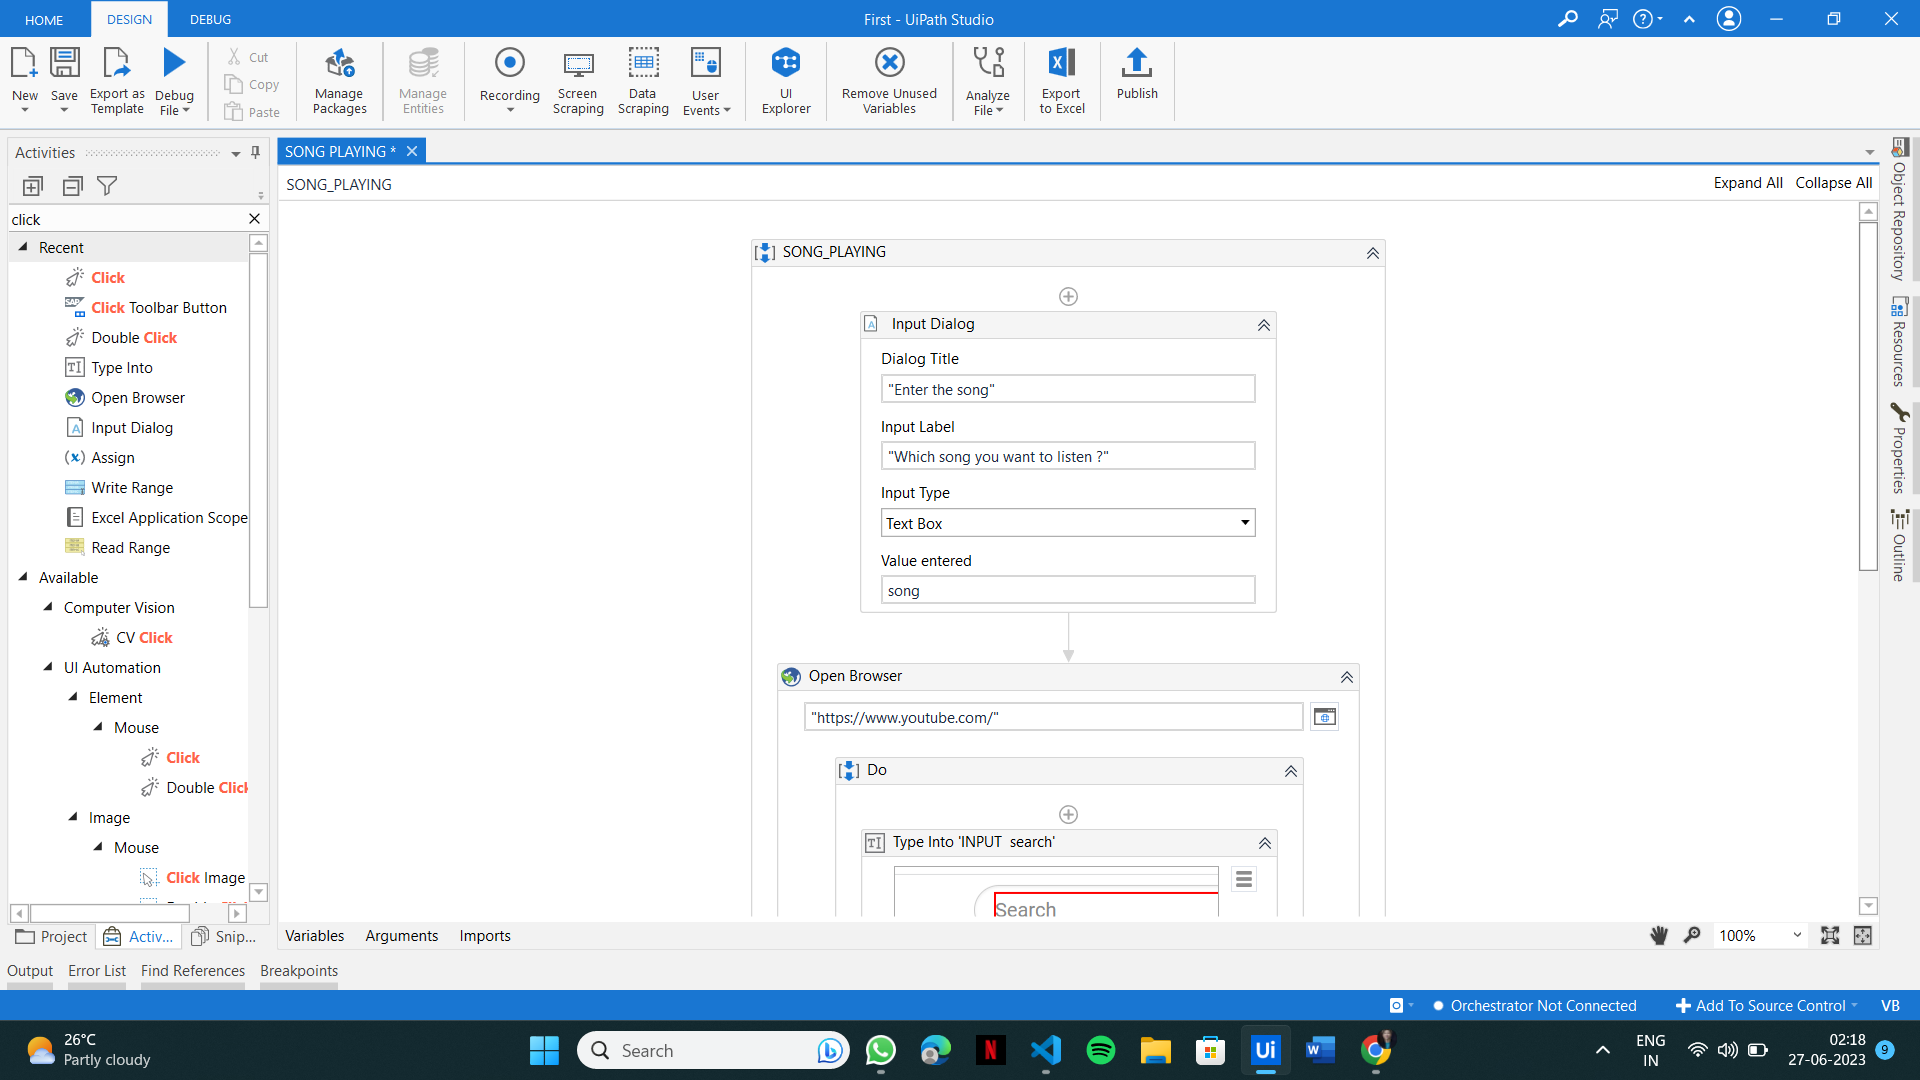 HOME
DESIGN
DEBUG
First - UiPath Studio
New
Save
Export as
Template
Debug
File
Cut
Copy
Paste
Manage
Packages
Manage
Entities
Recording
Screen
Scraping
Data
Scraping
User
Events
UI
Explorer
Remove Unused
Variables
Analyze
File
Export
to Excel
Publish
Activities
SONG PLAYING *
SONG_PLAYING
Expand All
Collapse All
click
Recent
Click
Click Toolbar Button
Double Click
Type Into
Open Browser
Input Dialog
Assign
Write Range
Excel Application Scope
Read Range
Available
Computer Vision
CV Click
UI Automation
Element
Mouse
Click
Double Click
Image
Mouse
Click Image
SONG_PLAYING
Input Dialog
Dialog Title
"Enter the song"
Input Label
"Which song you want to listen ?"
Input Type
Text Box
Value entered
song
Open Browser
"https://www.youtube.com/"
Do
Type Into 'INPUT  search'
Search
Object Repository
Resources
Properties
Outline
Project
Activ...
Snip...
Variables
Arguments
Imports
100%
Output
Error List
Find References
Breakpoints
Orchestrator Not Connected
Add To Source Control
VB
26°C
Partly cloudy
Search
Ui
ENG
IN
02:18
27-06-2023
9